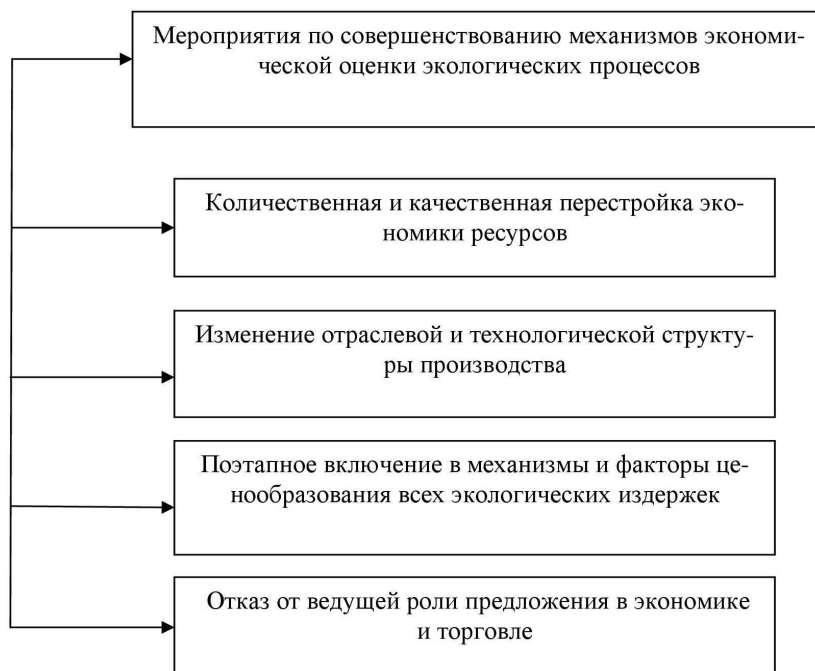 Мероприятия по совершенствованию механизмов экономи-
ческой оценки экологических процессов
Количественная и качественная перестройка эко-
номики ресурсов
Изменение отраслевой и технологической структу-
ры производства
Поэтапное включение в механизмы и факторы це-
нообразования всех экологических издержек
Отказ от ведущей роли предложения в экономике
и торговле